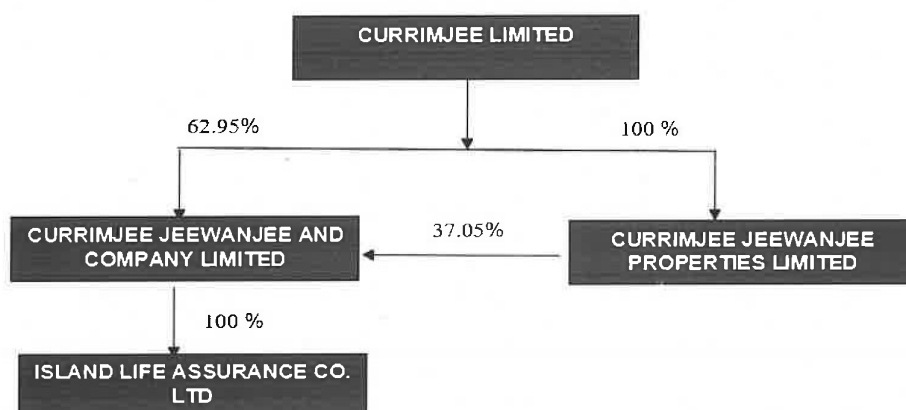 CURRIMJEE LIMITED
62.95%
100 %
CURRIMJEE JEEWANJEE AND
COMPANY LIMITED
37.05%
CURRIMJEE JEEWANJEE
PROPERTIES LIMITED
100 %
ISLAND LIFE ASSURANCE CO.
LTD